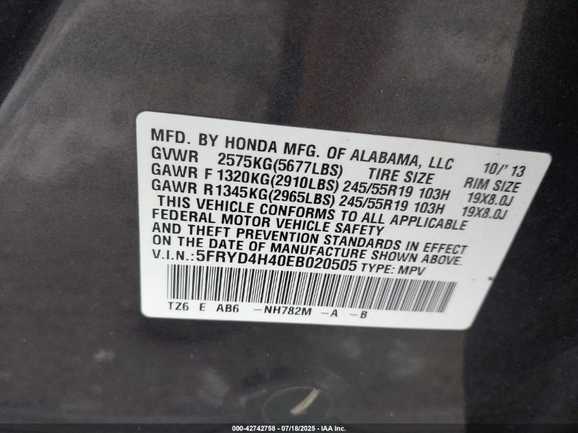 MFD. BY HONDA MFG. OF ALABAMA, LLC 10/'13
GVWR 2575KG(5677LBS) TIRE SIZE RIM SIZE
GAWR F 1320KG(2910LBS) 245/55R19 103H 19X8.0J
GAWR R 1345KG(2965LBS) 245/55R19 103H 19X8.0J
THIS VEHICLE CONFORMS TO ALL APPLICABLE
FEDERAL MOTOR VEHICLE SAFETY
AND THEFT PREVENTION STANDARDS IN EFFECT
ON THE DATE OF MANUFACTURE SHOWN ABOVE.
V.I.N.:5FRYD4H40EB020505 TYPE: MPV
TZ6 E AB6 -NH782M -A -B
000-42742758 - 07/18/2025 - IAA Inc.